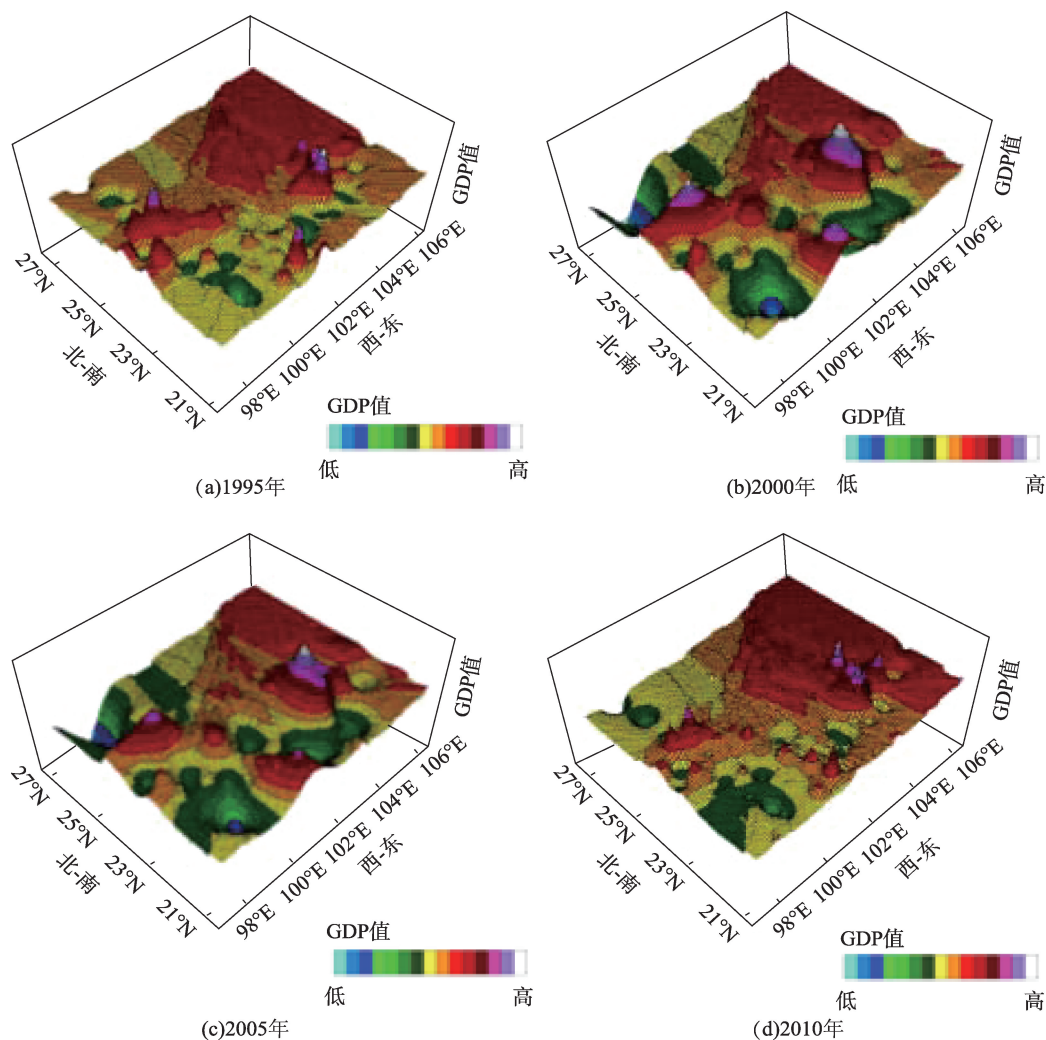 GDP值
27°N
25°N
23°N
21°N
北-南
98°E
100°E
102°E
104°E
106°E
西-东
GDP值
低
高
(a)1995年
GDP值
27°N
25°N
23°N
21°N
北-南
98°E
100°E
102°E
104°E
106°E
西-东
GDP值
低
高
(b)2000年
GDP值
27°N
25°N
23°N
21°N
北-南
98°E
100°E
102°E
104°E
106°E
西-东
GDP值
低
高
(c)2005年
GDP值
27°N
25°N
23°N
21°N
北-南
98°E
100°E
102°E
104°E
106°E
西-东
GDP值
低
高
(d)2010年